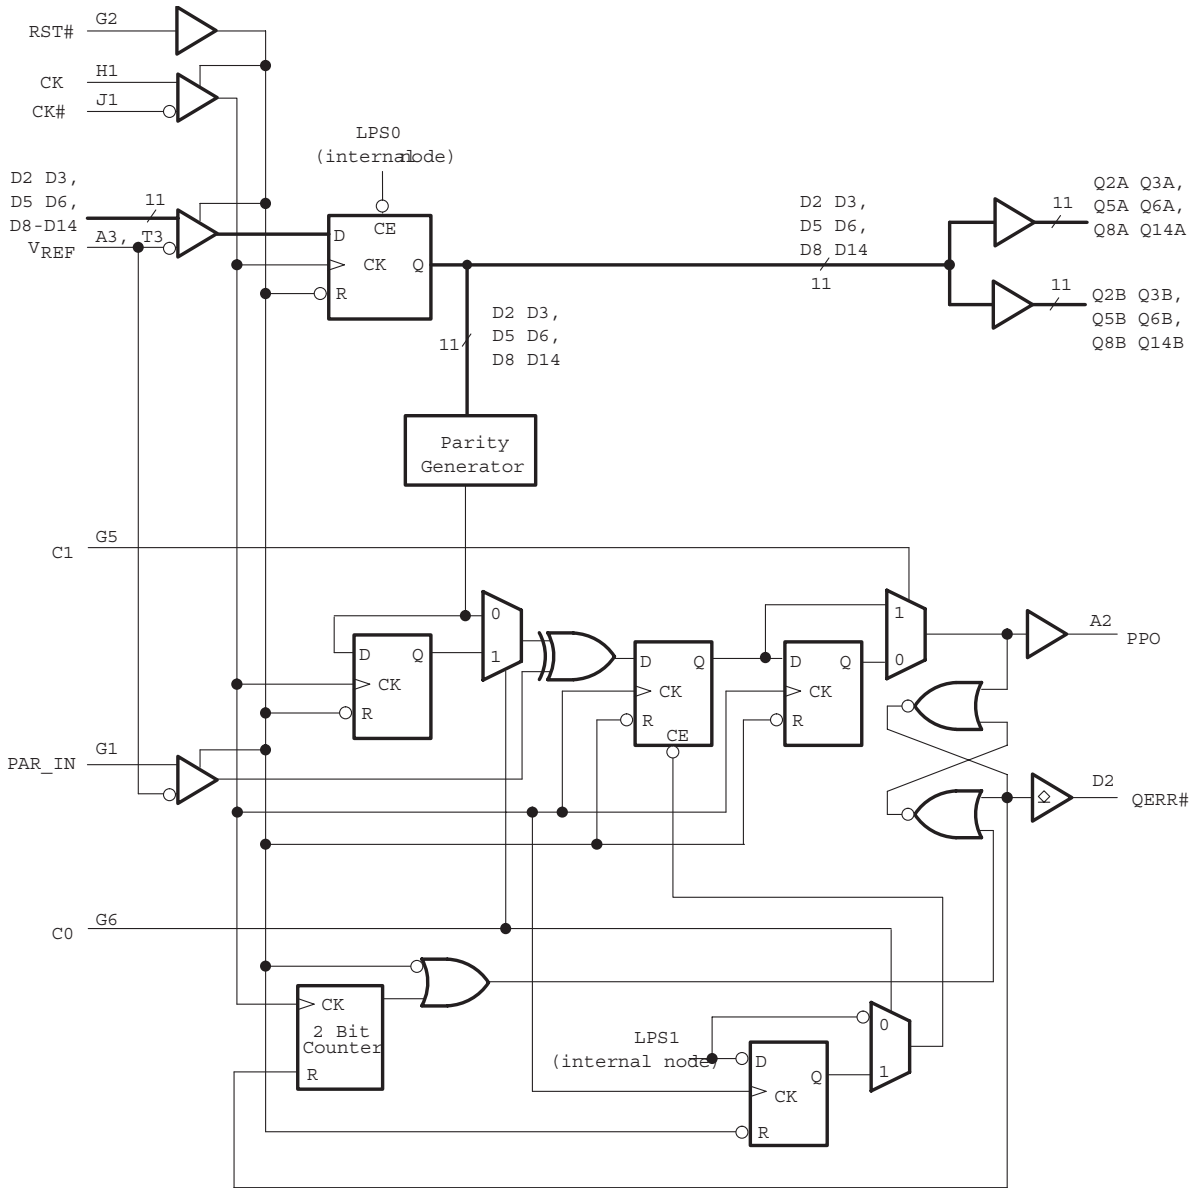 G2
RST#
H1
CK
J1
CK#
LPS0
(internal node)
D2 D3,
D5 D6,
D8-D14
11
VREF
A3, T3
D
CE
CK
Q
R
D2 D3,
D5 D6,
D8 D14
11
11
Q2A Q3A,
Q5A Q6A,
Q8A Q14A
11
Q2B Q3B,
Q5B Q6B,
Q8B Q14B
11
D2 D3,
D5 D6,
D8 D14
Parity
Generator
C1
G5
0
1
D
Q
CK
R
D
Q
CK
R
CE
D
Q
CK
R
1
0
A2
PPO
PAR_IN
G1
D2
QERR#
C0
G6
CK
2 Bit
Counter
R
LPS1
(internal node)
D
Q
CK
R
0
1